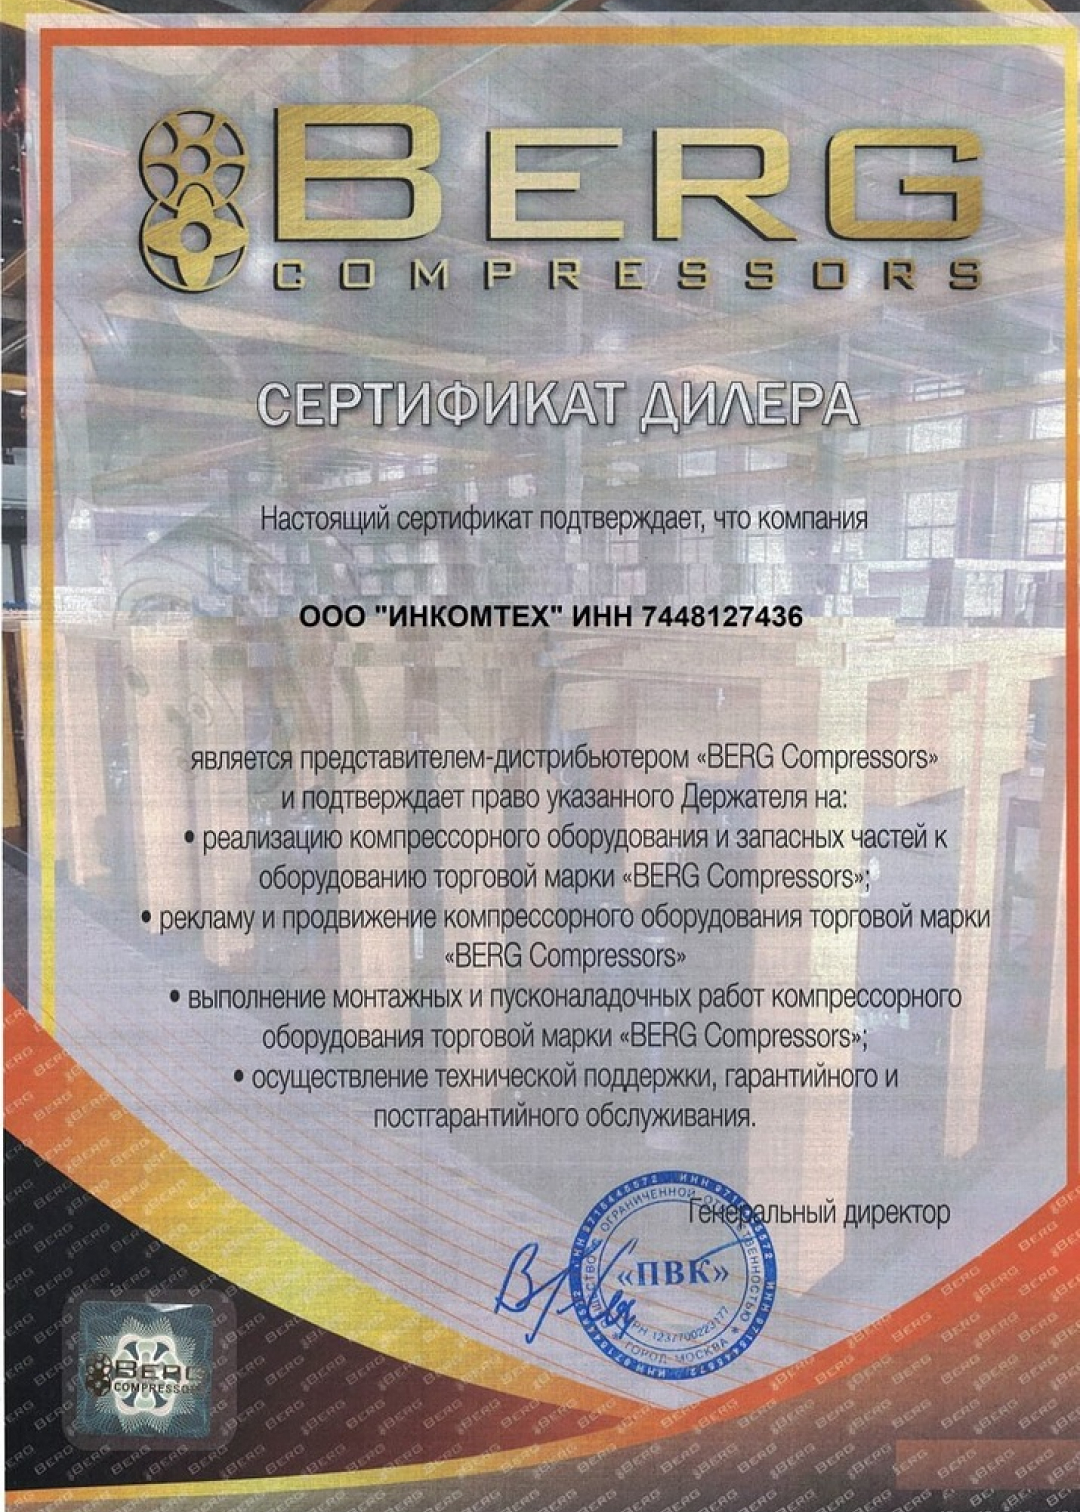 BERG
COMPRESSORS
СЕРТИФИКАТ ДИЛЕРА
Настоящий сертификат подтверждает, что компания
ООО "ИНКОМТЕХ" ИНН 7448127436
является представителем-дистрибьютером «BERG Compressors»
и подтверждает право указанного Держателя на:
• реализацию компрессорного оборудования и запасных частей к
оборудованию торговой марки «BERG Compressors»;
• рекламу и продвижение компрессорного оборудования торговой марки
«BERG Compressors»
• выполнение монтажных и пусконаладочных работ компрессорного
оборудования торговой марки «BERG Compressors»;
• осуществление технической поддержки, гарантийного и
постгарантийного обслуживания.
Генеральный директор
«ПВК»
ГОРОД МОСКВА
BERG
COMPRESSORS